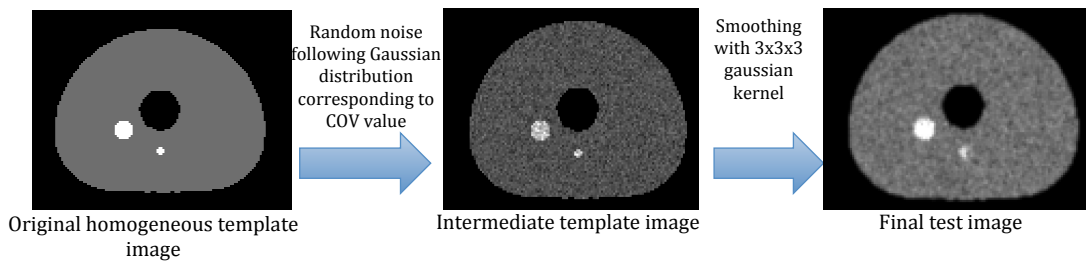 Random noise
following Gaussian
distribution
corresponding to
COV value
Smoothing
with 3x3x3
gaussian
kernel
Original homogeneous template
image
Intermediate template image
Final test image